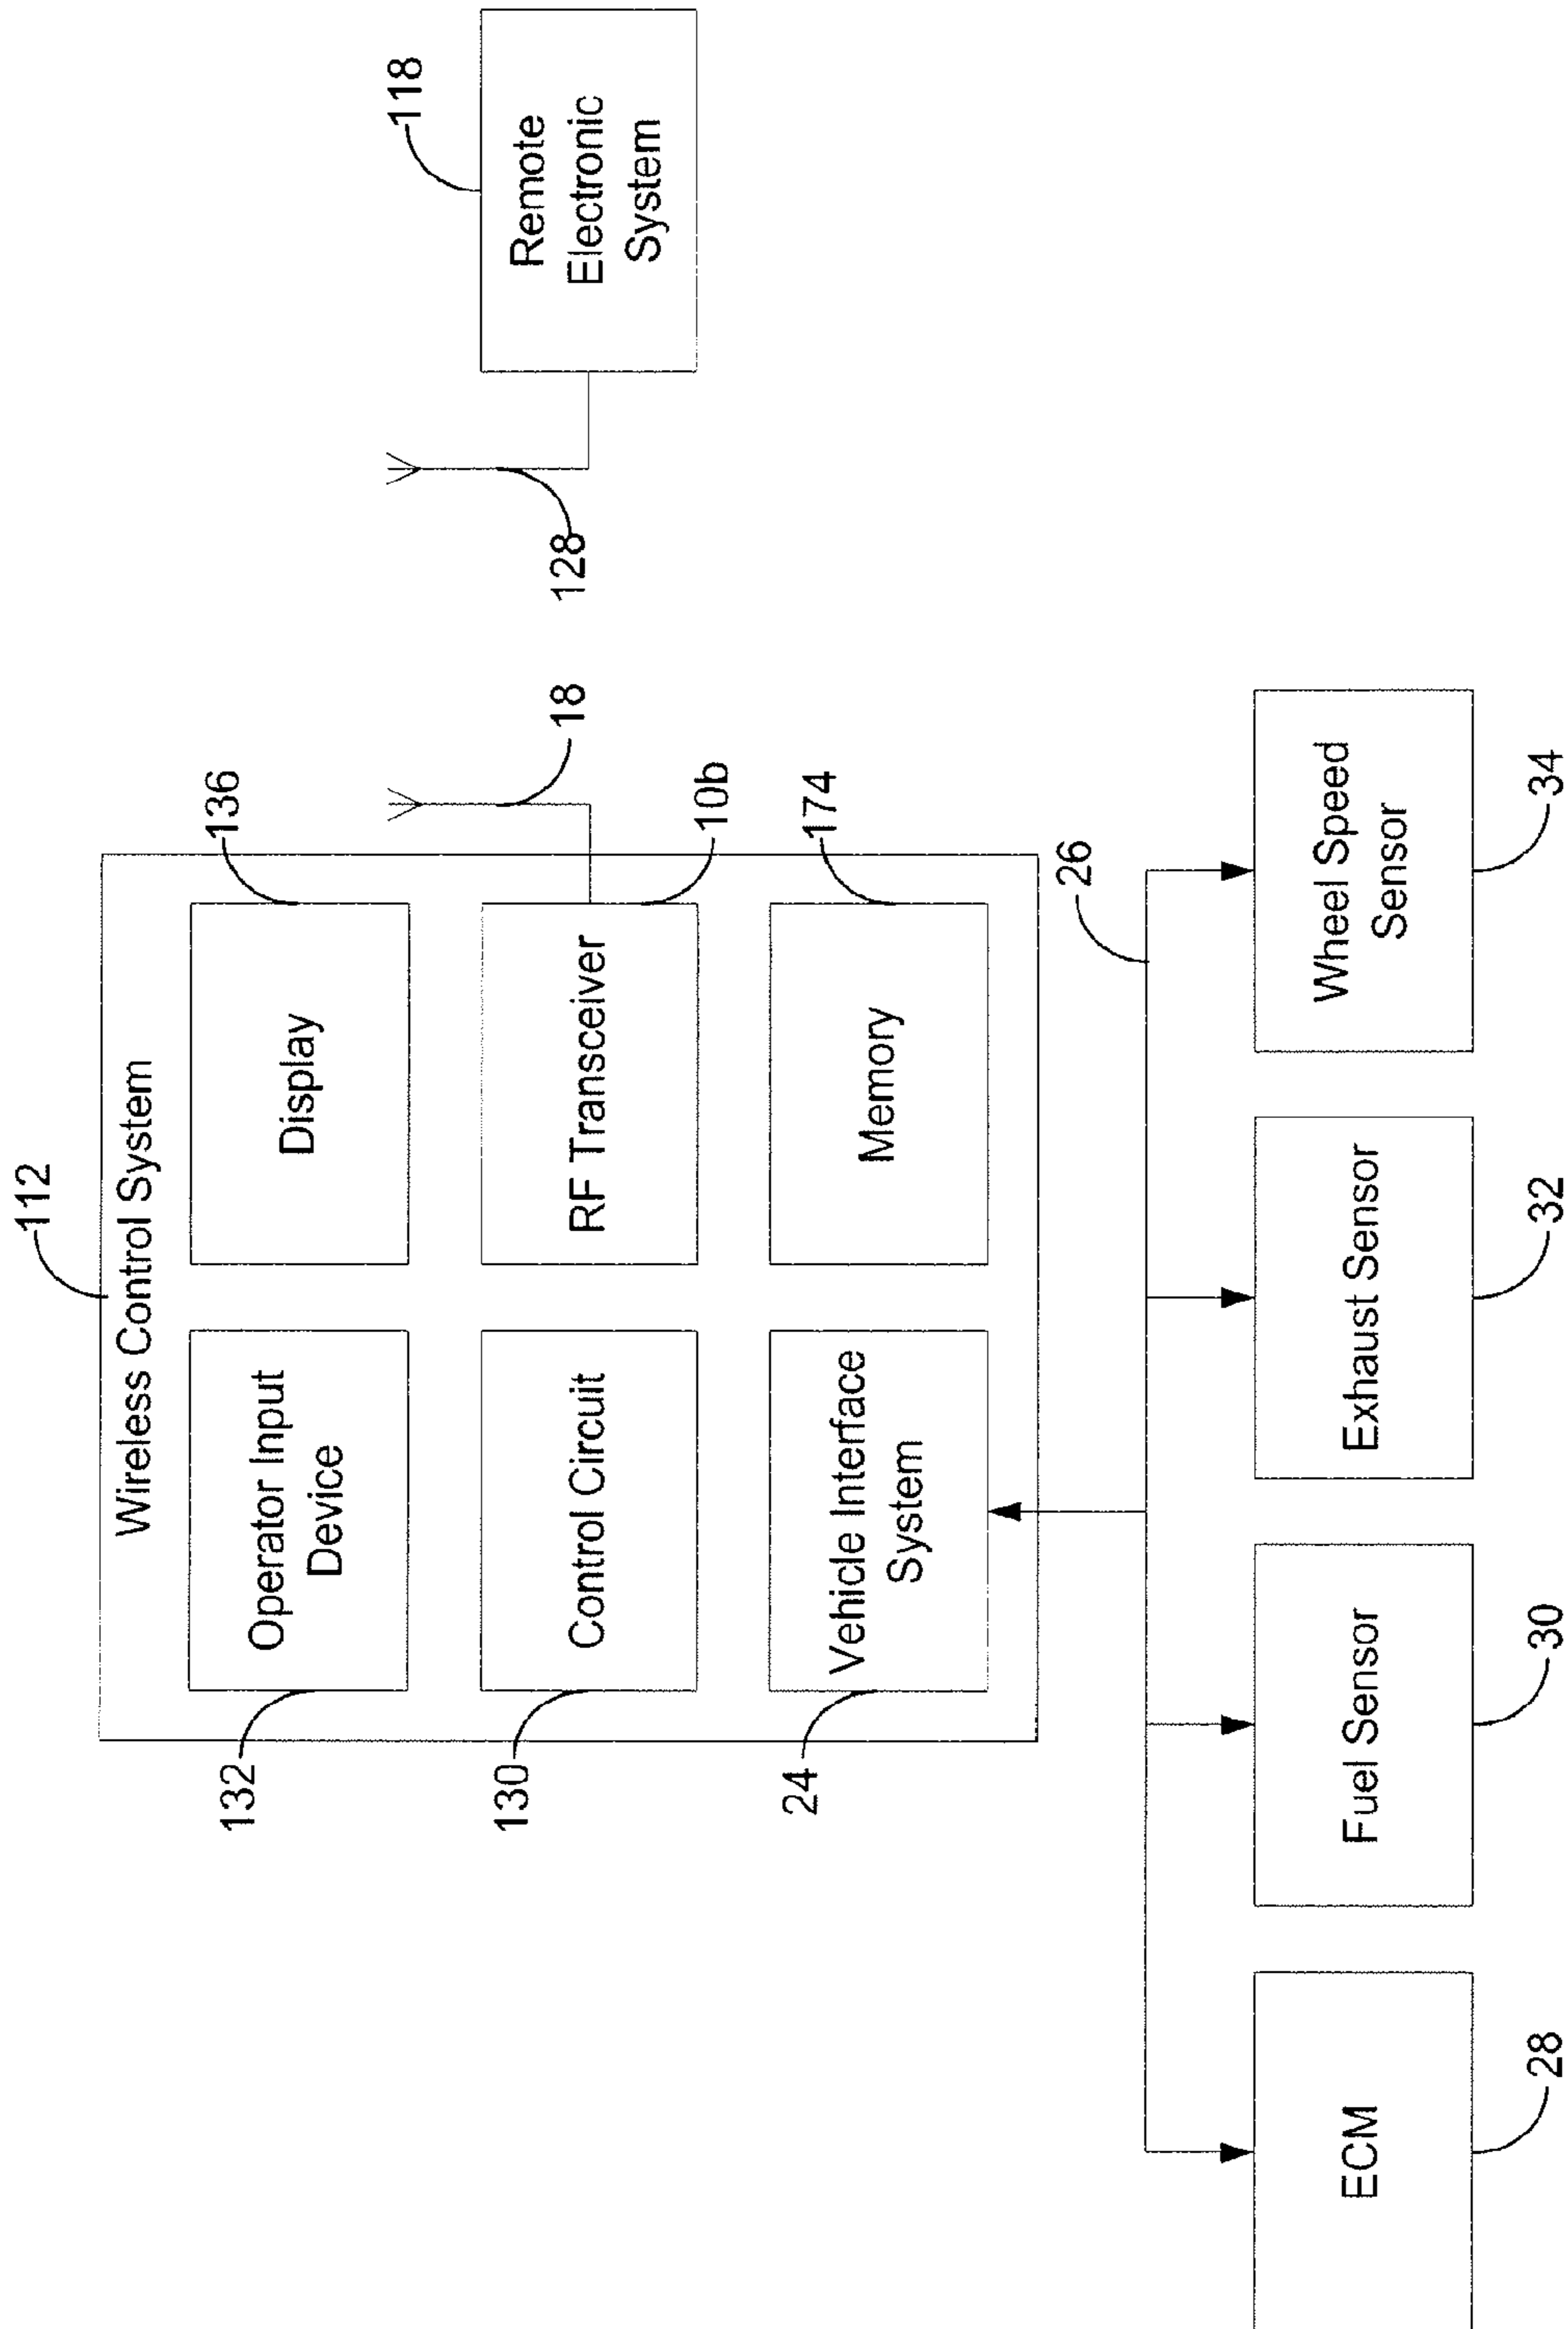 112
Wireless Control System
132
Operator Input
Device
136
Display
18
128
118
Remote
Electronic
System
130
Control Circuit
RF Transceiver
10b
24
Vehicle Interface
System
Memory
174
26
ECM
28
Fuel Sensor
30
Exhaust Sensor
32
Wheel Speed
Sensor
34